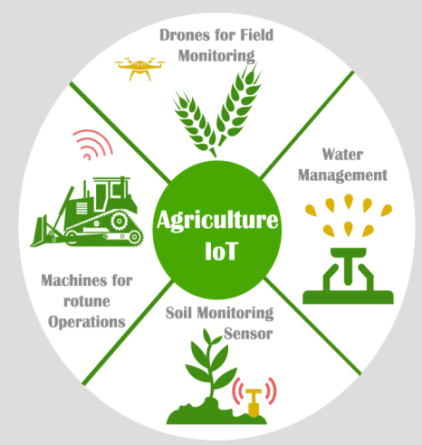 Drones for Field
Monitoring
Water
Management
Agriculture
IoT
Machines for
rotune
Operations
Soil Monitoring
Sensor